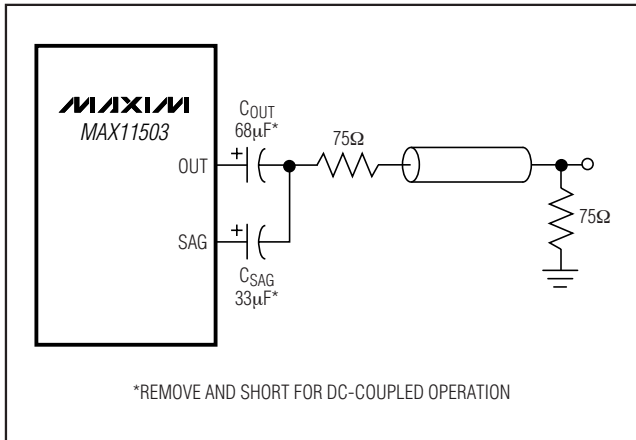 MAXIM
MAX11503
COUT
68µF*
75Ω
OUT
+
75Ω
SAG
+
CSAG
33µF*
*REMOVE AND SHORT FOR DC-COUPLED OPERATION